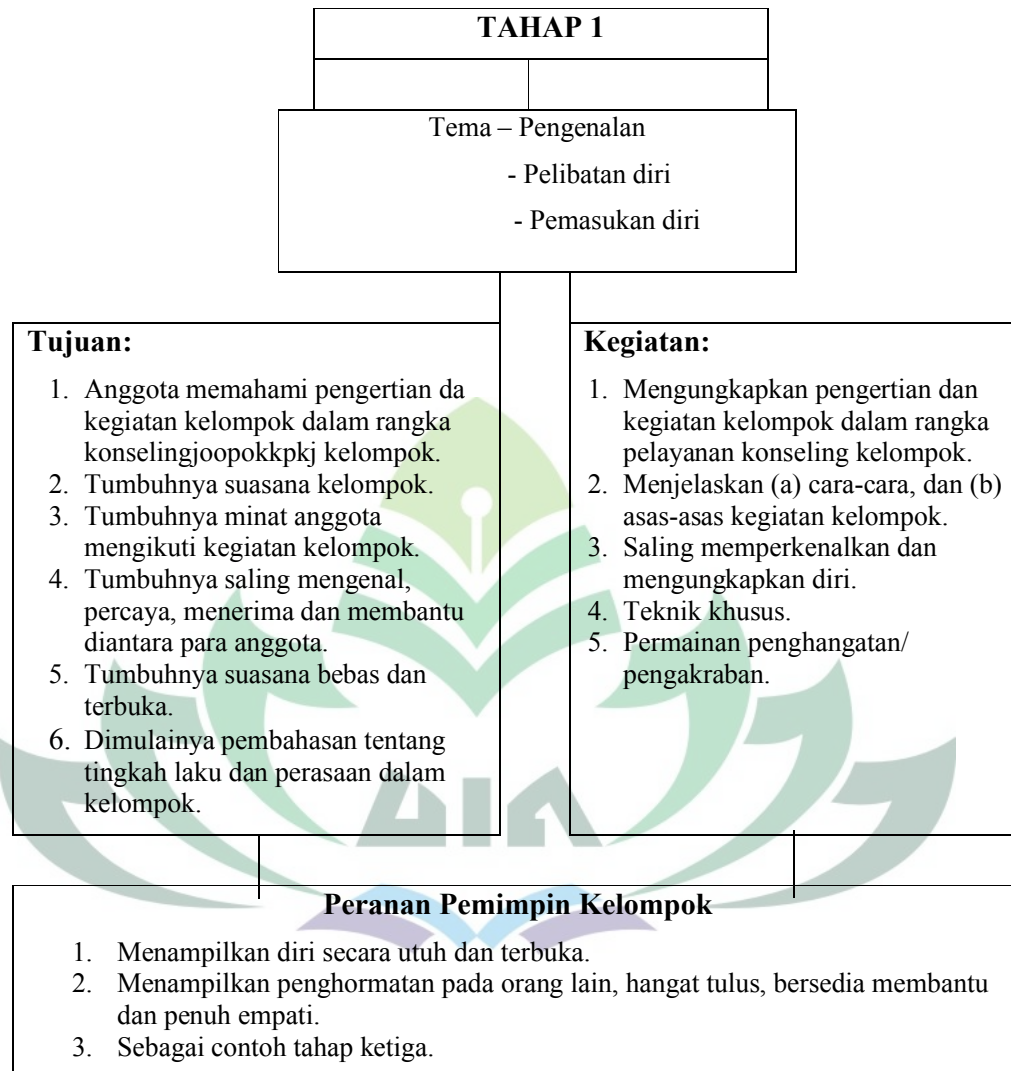 TAHAP 1
Tema – Pengenalan
- Pelibatan diri
- Pemasukan diri
Tujuan:
1. Anggota memahami pengertian da
kegiatan kelompok dalam rangka
konselingjoopokkpkj kelompok.
2. Tumbuhnya suasana kelompok.
3. Tumbuhnya minat anggota
mengikuti kegiatan kelompok.
4. Tumbuhnya saling mengenal,
percaya, menerima dan membantu
diantara para anggota.
5. Tumbuhnya suasana bebas dan
terbuka.
6. Dimulainya pembahasan tentang
tingkah laku dan perasaan dalam
kelompok.
Kegiatan:
1. Mengungkapkan pengertian dan
kegiatan kelompok dalam rangka
pelayanan konseling kelompok.
2. Menjelaskan (a) cara-cara, dan (b)
asas-asas kegiatan kelompok.
3. Saling memperkenalkan dan
mengungkapkan diri.
4. Teknik khusus.
5. Permainan penghangatan/
pengakraban.
Peranan Pemimpin Kelompok
1. Menampilkan diri secara utuh dan terbuka.
2. Menampilkan penghormatan pada orang lain, hangat tulus, bersedia membantu
dan penuh empati.
3. Sebagai contoh tahap ketiga.